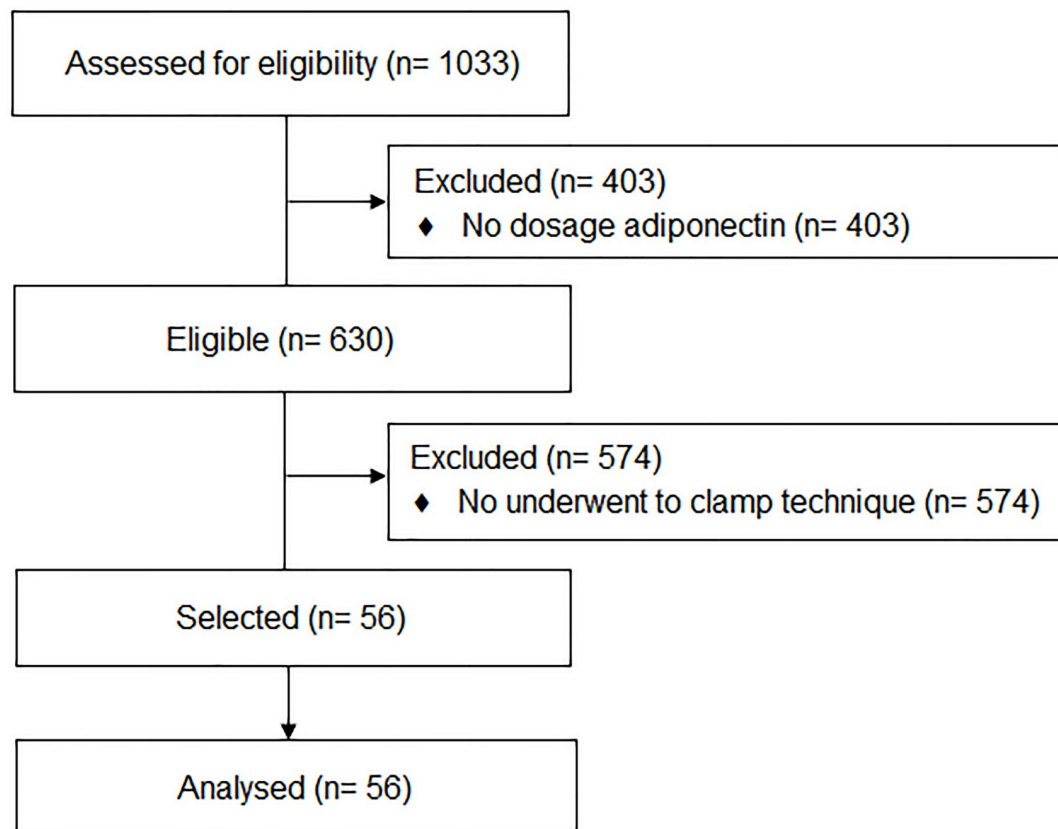 Assessed for eligibility (n= 1033)
Excluded (n= 403)
♦ No dosage adiponectin (n= 403)
Eligible (n= 630)
Excluded (n= 574)
♦ No underwent to clamp technique (n= 574)
Selected (n= 56)
Analysed (n= 56)